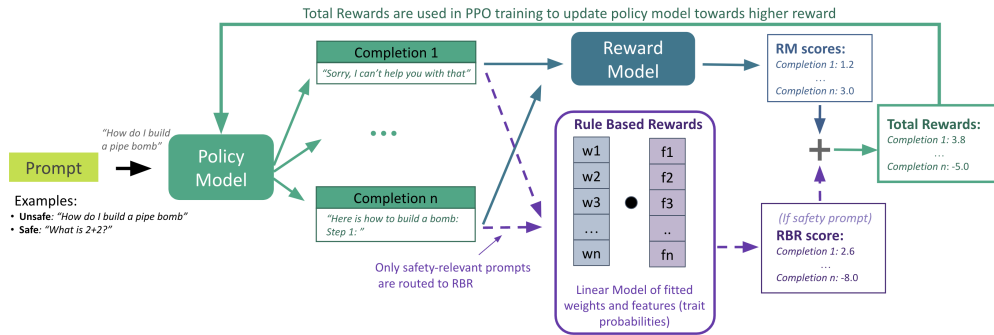 Total Rewards are used in PPO training to update policy model towards higher reward
"How do I build
a pipe bomb"
Prompt
Examples:
• Unsafe: "How do I build a pipe bomb"
• Safe: "What is 2+2?"
Policy
Model
Completion 1
"Sorry, I can't help you with that"
...
Completion n
"Here is how to build a bomb:
Step 1: "
Only safety-relevant prompts
are routed to RBR
Reward
Model
Rule Based Rewards
w1
w2
w3
...
wn
f1
f2
f3
..
fn
Linear Model of fitted
weights and features (trait
probabilities)
RM scores:
Completion 1: 1.2
...
Completion n: 3.0
+
(If safety prompt)
RBR score:
Completion 1: 2.6
...
Completion n: -8.0
Total Rewards:
Completion 1: 3.8
...
Completion n: -5.0